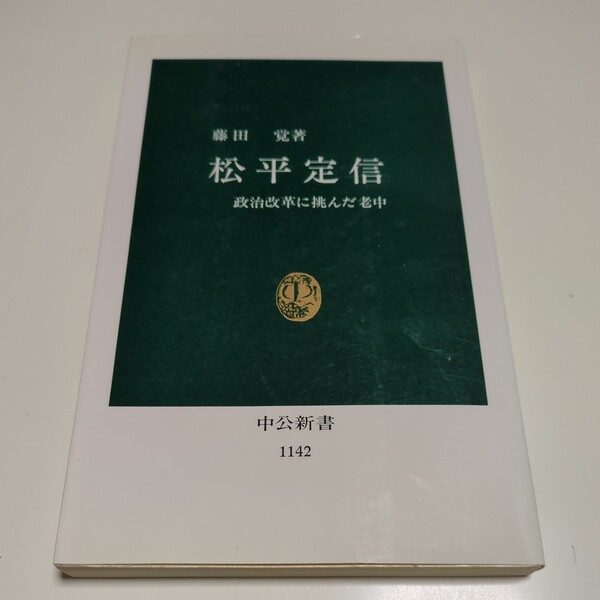 藤田 覚著
松平定信
政治改革に挑んだ老中
中公新書
1142